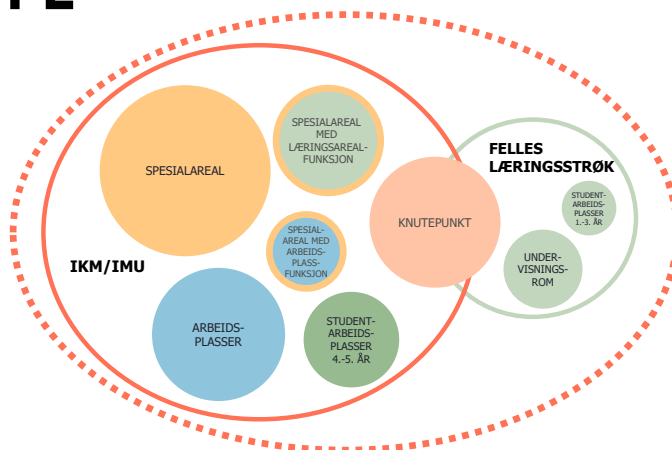 SPESIALAREAL
SPESIALAREAL
MED
LÆRINGSAREAL-
FUNKSJON
SPESIAL-
AREAL MED
ARBEIDS-
PLASS-
FUNKSJON
IKM/IMU
ARBEIDS-
PLASSER
STUDENT-
ARBEIDS-
PLASSER
4.-5. ÅR
KNUTEPUNKT
FELLES
LÆRINGSSTRØK
STUDENT-
ARBEIDS-
PLASSER
1.-3. ÅR
UNDER-
VISNINGS-
ROM